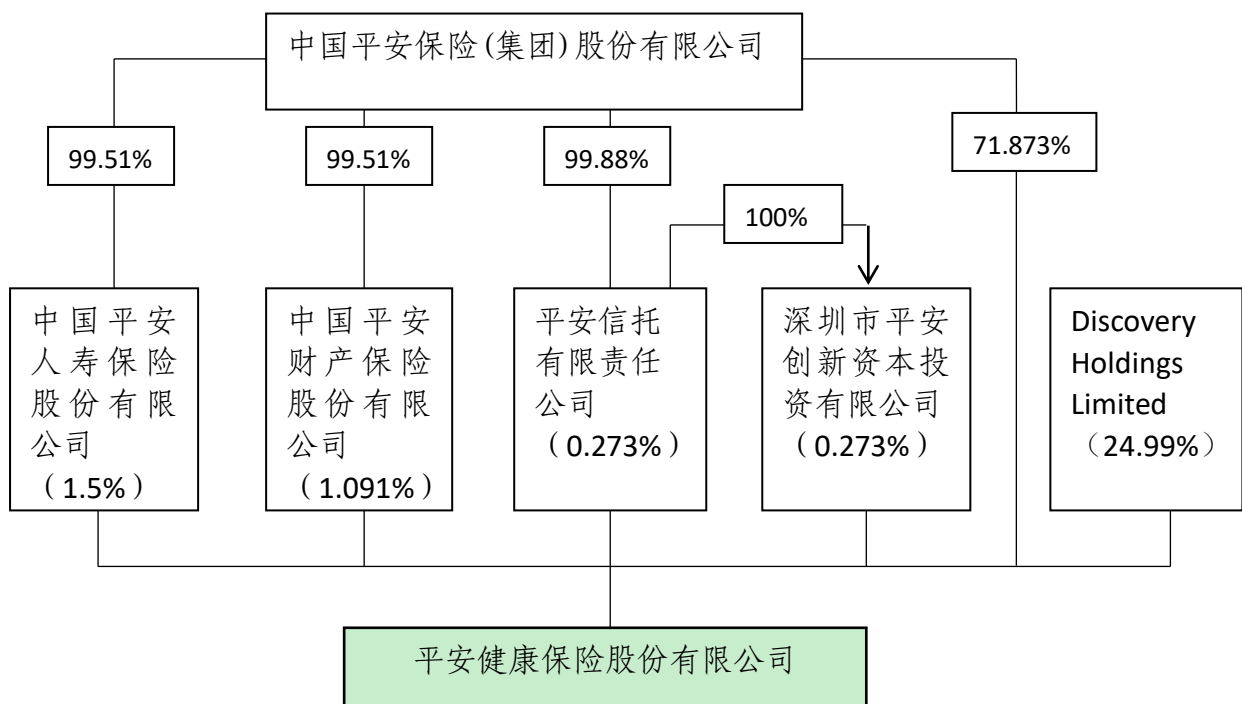 中国平安保险(集团)股份有限公司
99.51%
99.51%
99.88%
71.873%
100%
中国平安
人寿保险
股份有限
公司
（1.5%）
中国平安
财产保险
股份有限
公司
（1.091%）
平安信托
有限责任
公司
（0.273%）
深圳市平安
创新资本投
资有限公司
（0.273%）
Discovery
Holdings
Limited
（24.99%）
平安健康保险股份有限公司